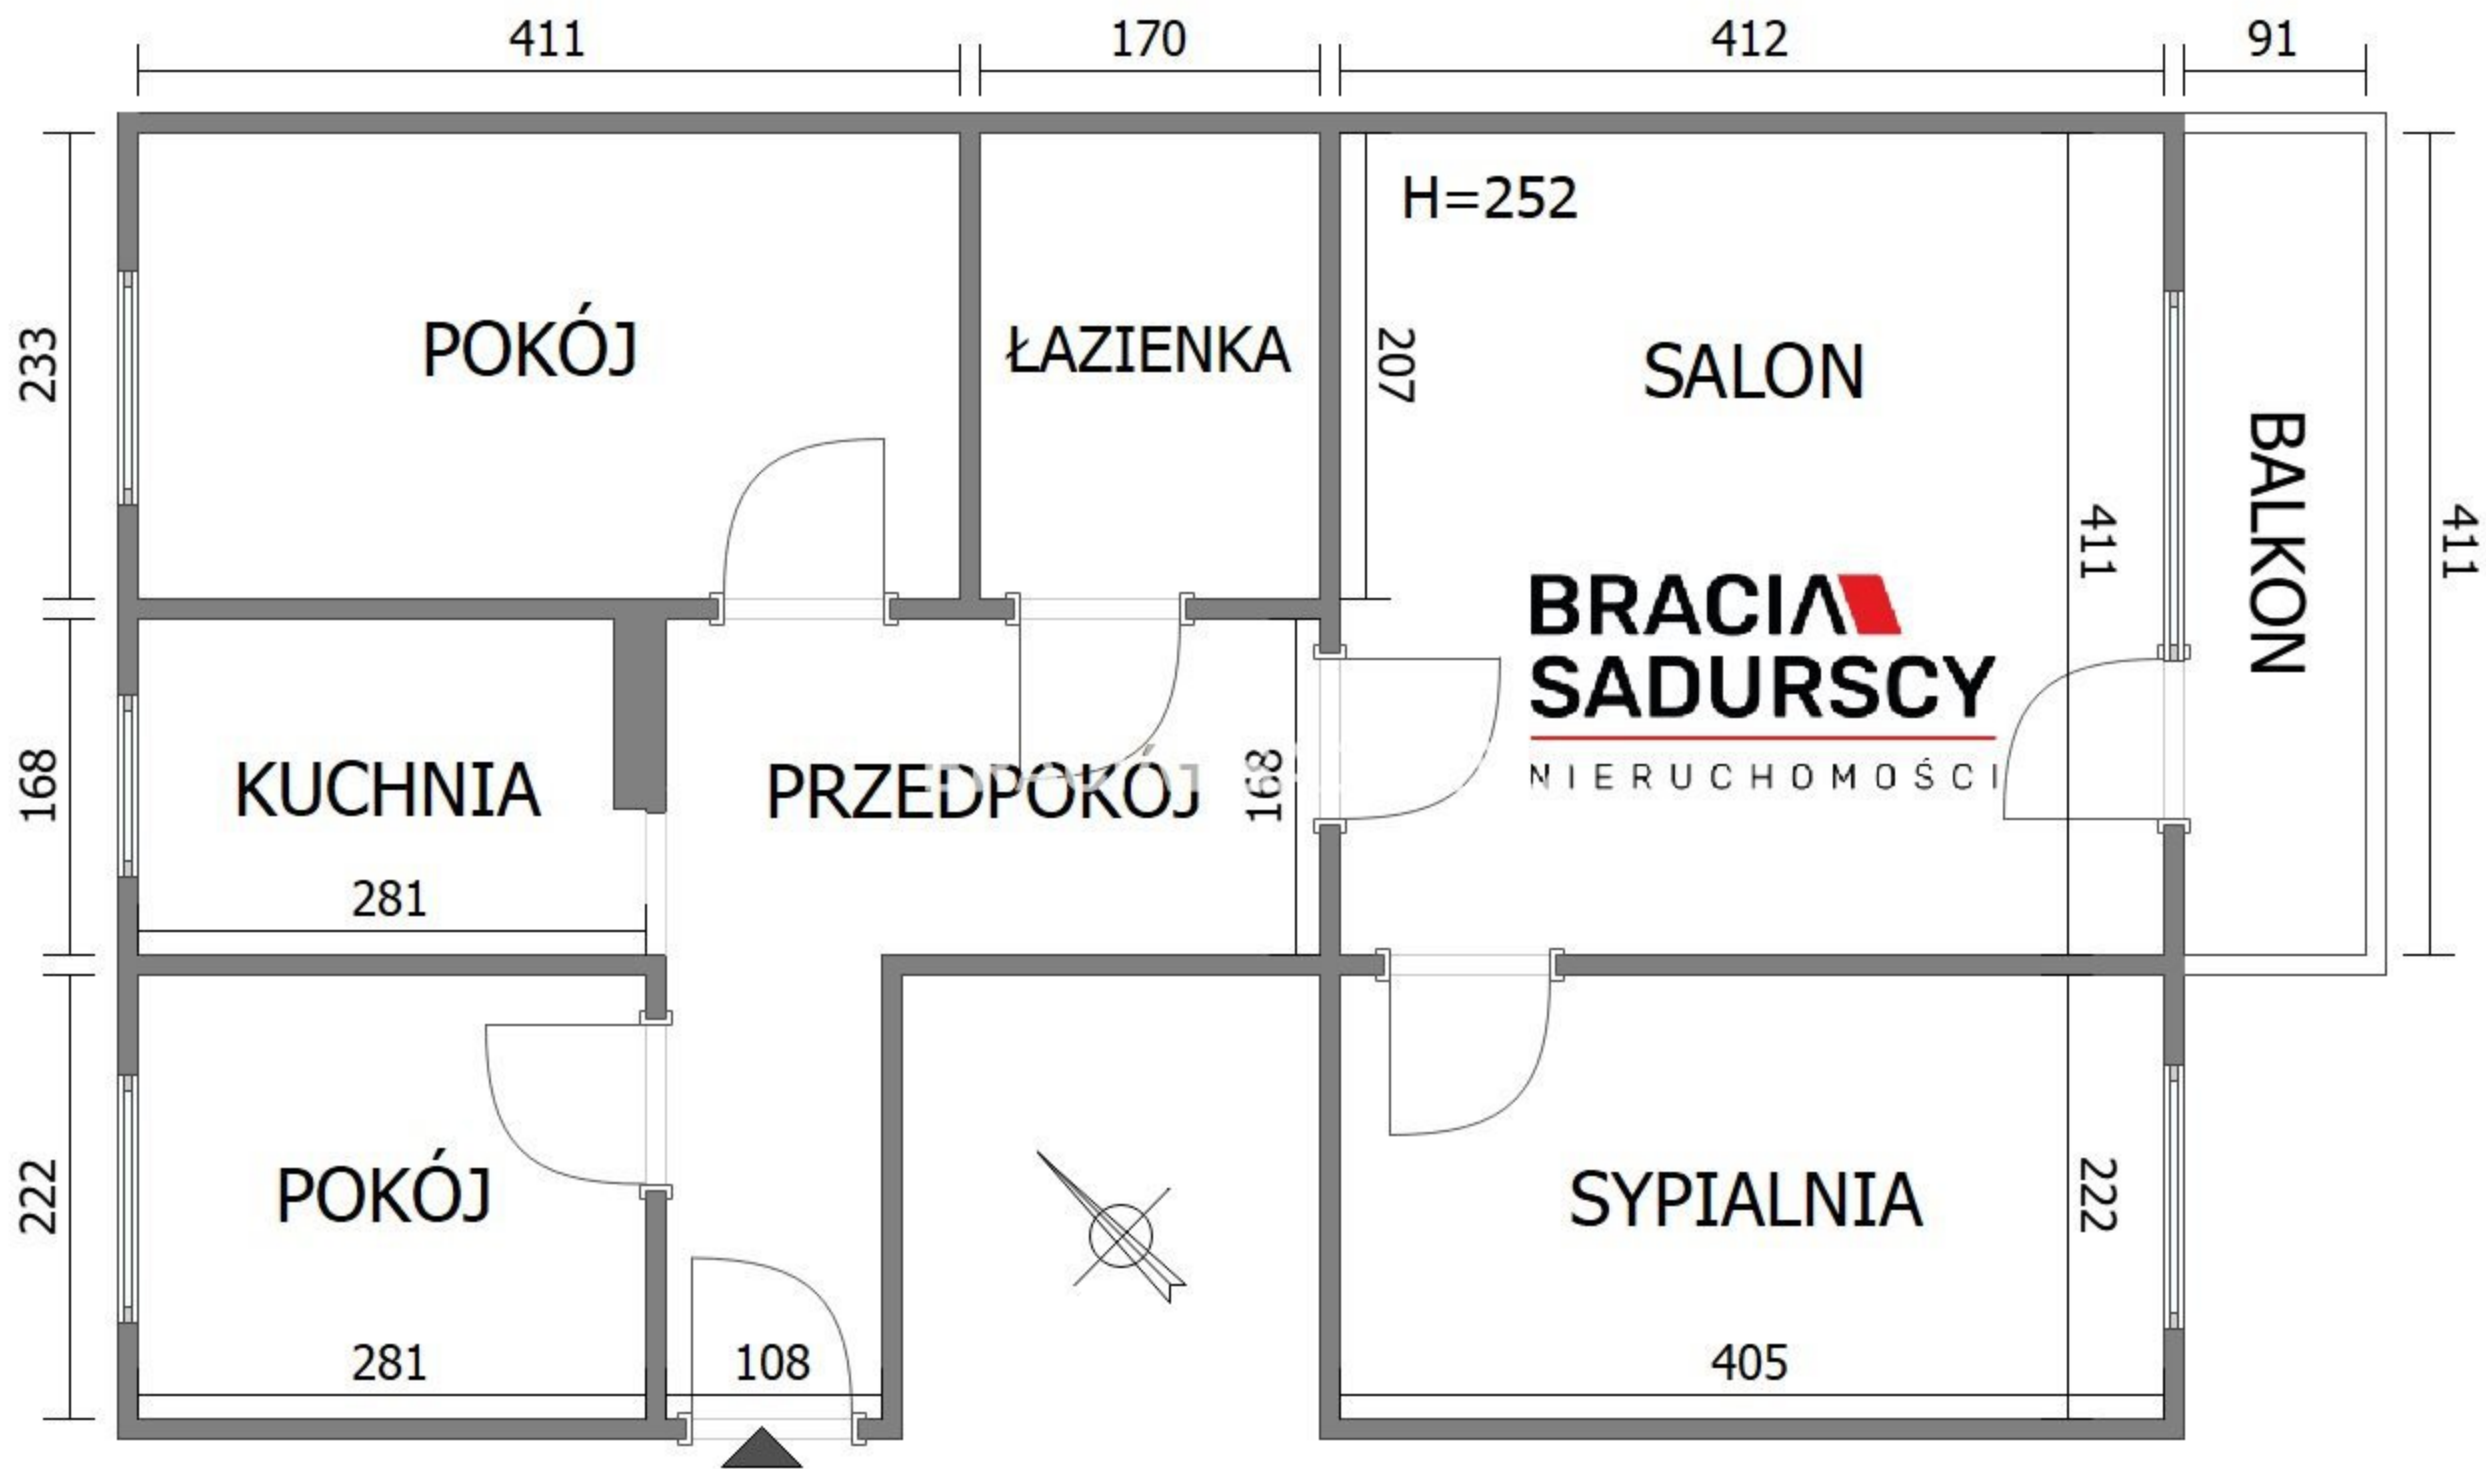 411
170
412
91
H=252
233
POKÓJ
ŁAZIENKA
207
SALON
BALKON
411
411
BRACIA
SADURSCY
NIERUCHOMOŚCI
168
KUCHNIA
PRZEDPOKÓJ
168
281
222
POKÓJ
SYPIALNIA
222
281
108
405